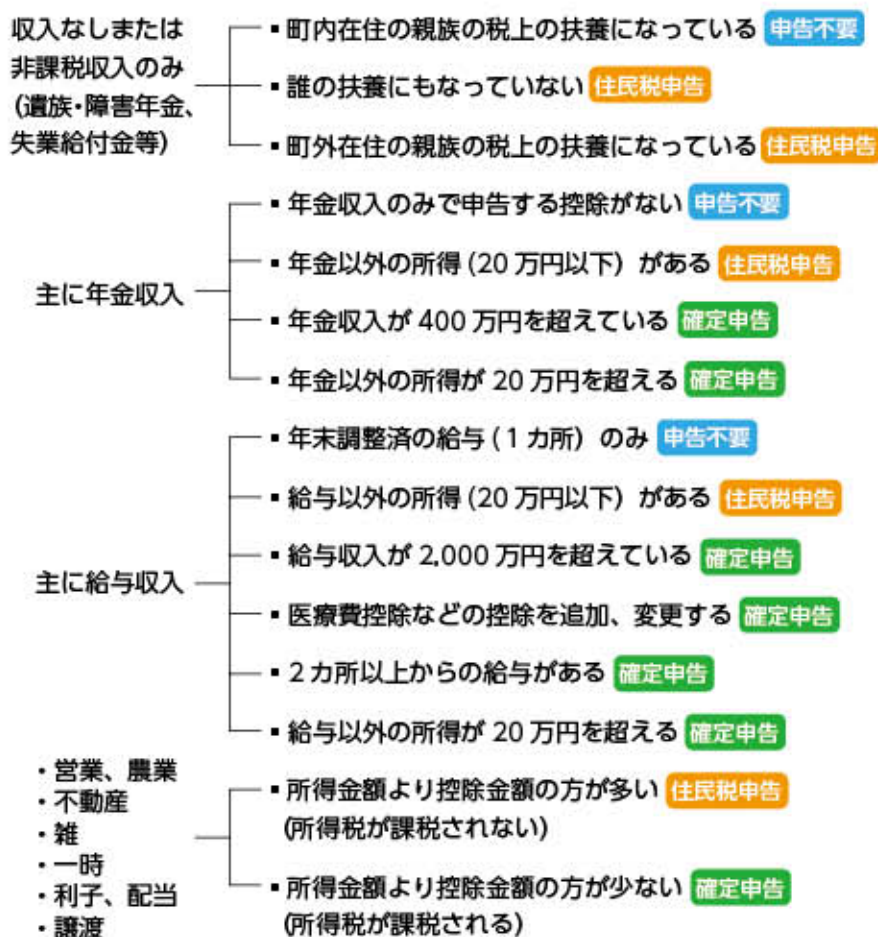 収入なしまたは
非課税収入のみ
(遺族・障害年金、
失業給付金等)
▪町内在住の親族の税上の扶養になっている 申告不要
▪誰の扶養にもなっていない 住民税申告
▪町外在住の親族の税上の扶養になっている 住民税申告
主に年金収入
▪年金収入のみで申告する控除がない 申告不要
▪年金以外の所得(20万円以下)がある 住民税申告
▪年金収入が400万円を超えている 確定申告
▪年金以外の所得が20万円を超える 確定申告
主に給与収入
▪年末調整済の給与(1カ所)のみ 申告不要
▪給与以外の所得(20万円以下)がある 住民税申告
▪給与収入が2,000万円を超えている 確定申告
▪医療費控除などの控除を追加、変更する 確定申告
▪2カ所以上からの給与がある 確定申告
▪給与以外の所得が20万円を超える 確定申告
・営業、農業
・不動産
・雑
・一時
・利子、配当
・譲渡
▪所得金額より控除金額の方が多い 住民税申告
(所得税が課税されない)
▪所得金額より控除金額の方が少ない 確定申告
(所得税が課税される)